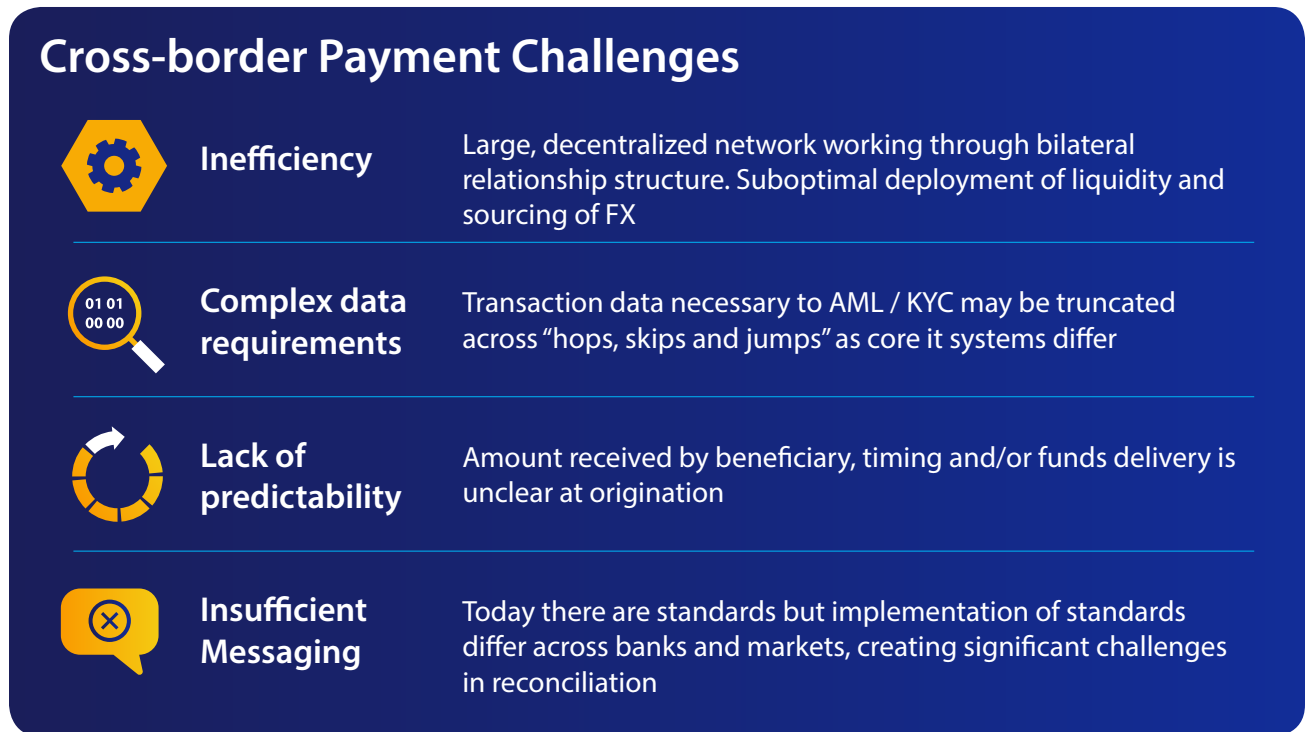 Cross-border Payment Challenges
Inefficiency
Large, decentralized network working through bilateral
relationship structure. Suboptimal deployment of liquidity and
sourcing of FX
01 01
00 00
Complex data
requirements
Transaction data necessary to AML / KYC may be truncated
across “hops, skips and jumps” as core it systems differ
Lack of
predictability
Amount received by beneficiary, timing and/or funds delivery is
unclear at origination
Insufficient
Messaging
Today there are standards but implementation of standards
differ across banks and markets, creating significant challenges
in reconciliation